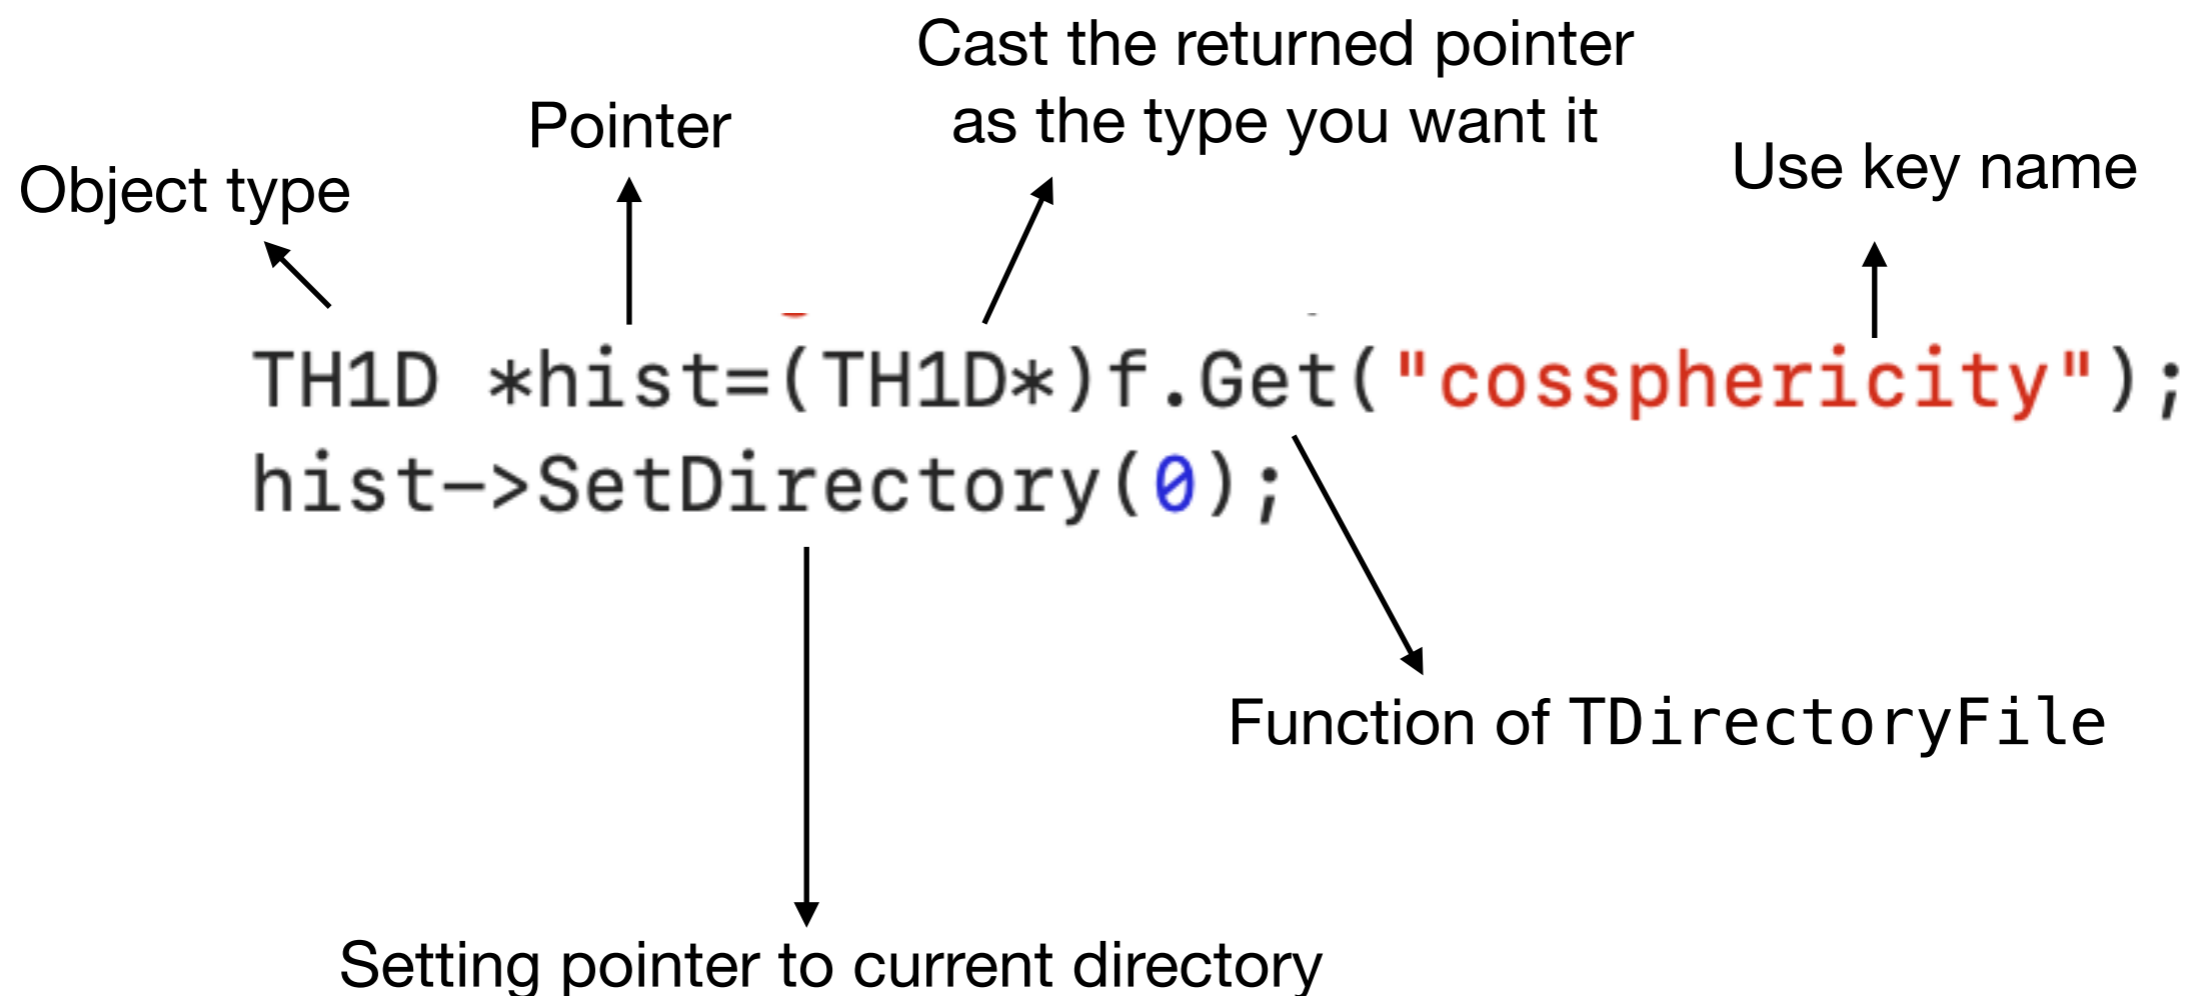 Cast the returned pointer
as the type you want it
Pointer
Use key name
Object type
TH1D *hist=(TH1D*)f.Get("cossphericity");
hist->SetDirectory(0);
Function of TDirectoryFile
Setting pointer to current directory